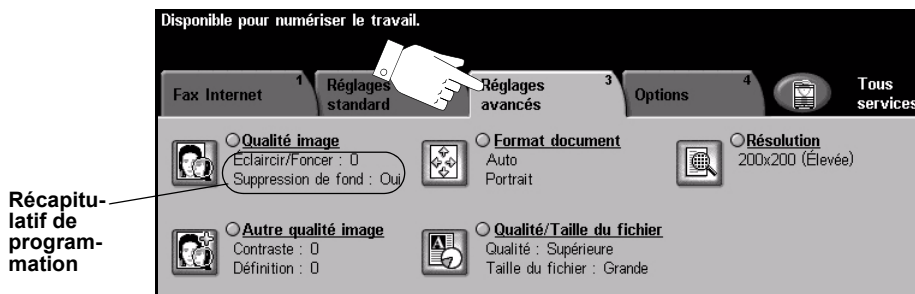 Disponible pour numériser le travail.
Fax Internet
1
Réglages
standard
Réglages
avancés
3
Options
4
Tous
services
Qualité image
Éclaircir/Foncer : 0
Suppression de fond : Oui
Format document
Auto
Portrait
Résolution
200x200 (Élevée)
Récapitu-
latif de
program-
mation
Autre qualité image
Contraste : 0
Définition : 0
Qualité/Taille du fichier
Qualité : Supérieure
Taille du fichier : Grande